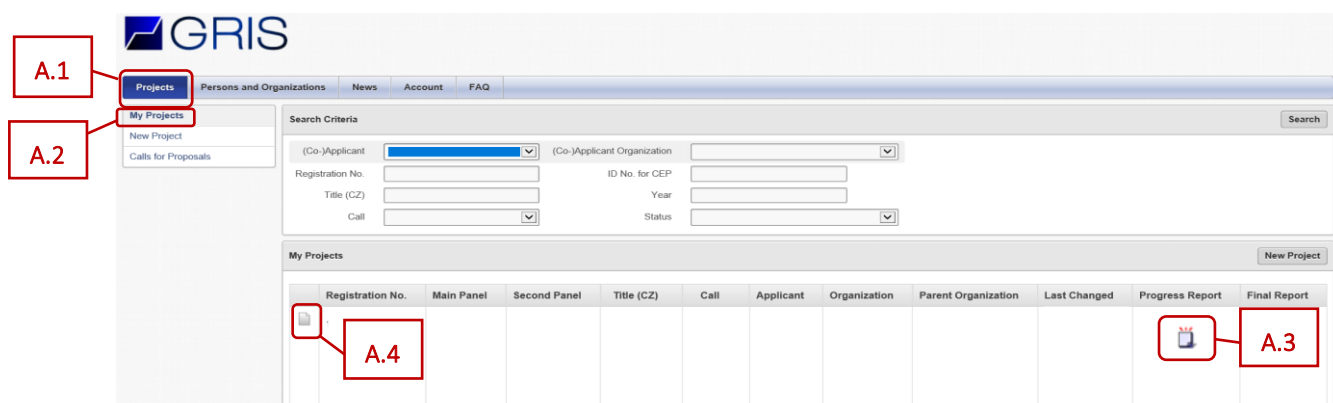 GRIS
A.1
Projects Persons and Organizations News Account FAQ
A.2
My Projects
New Project
Calls for Proposals
Search Criteria Search
(Co-)Applicant (Co-)Applicant Organization
Registration No. ID No. for CEP
Title (CZ) Year
Call Status
My Projects New Project
Registration No. Main Panel Second Panel Title (CZ) Call Applicant Organization Parent Organization Last Changed Progress Report Final Report
A.4
A.3